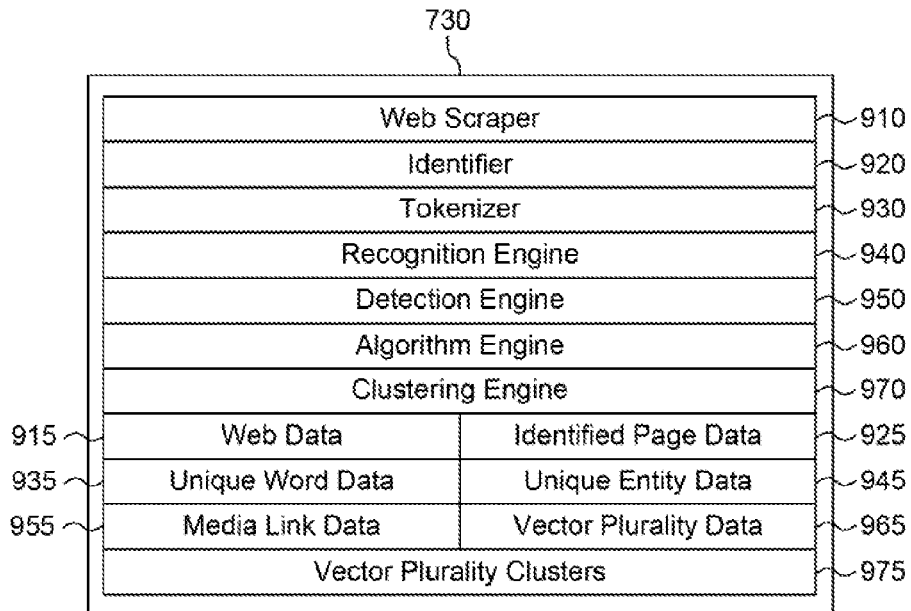 730
Web Scraper 910
Identifier 920
Tokenizer 930
Recognition Engine 940
Detection Engine 950
Algorithm Engine 960
Clustering Engine 970
915 Web Data Identified Page Data 925
935 Unique Word Data Unique Entity Data 945
955 Media Link Data Vector Plurality Data 965
Vector Plurality Clusters 975